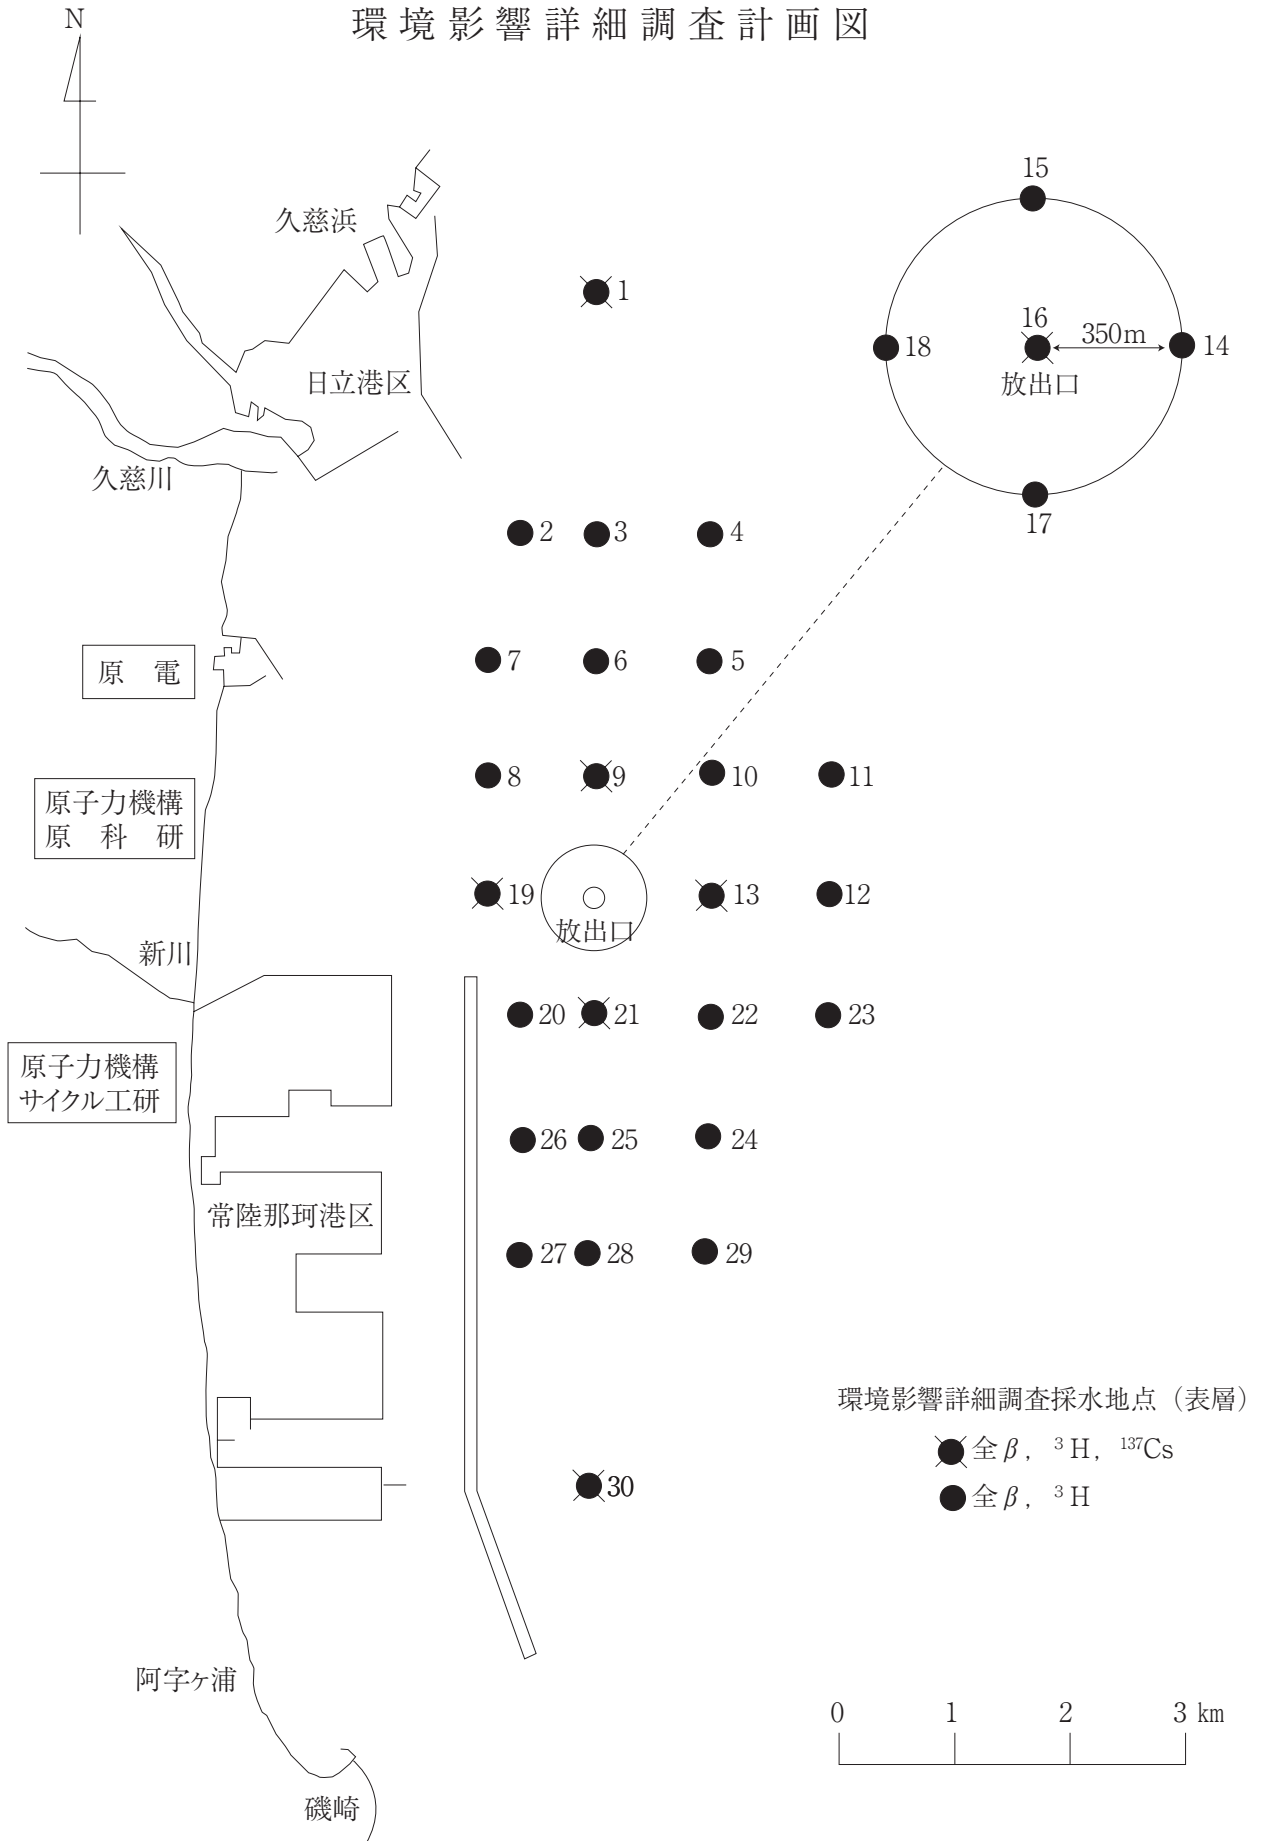 環境影響詳細調査計画図
N
15
久慈浜
1
16
350m
18
14
放出口
日立港区
久慈川
17
2
3
4
原 電
7
6
5
原子力機構
原 科 研
8
9
10
11
19
13
12
放出口
新川
20
21
22
23
原子力機構
サイクル工研
26
25
24
常陸那珂港区
27
28
29
環境影響詳細調査採水地点（表層）
全β, ³H, ¹³⁷Cs
30
全β, ³H
阿字ヶ浦
0 1 2 3 km
磯崎